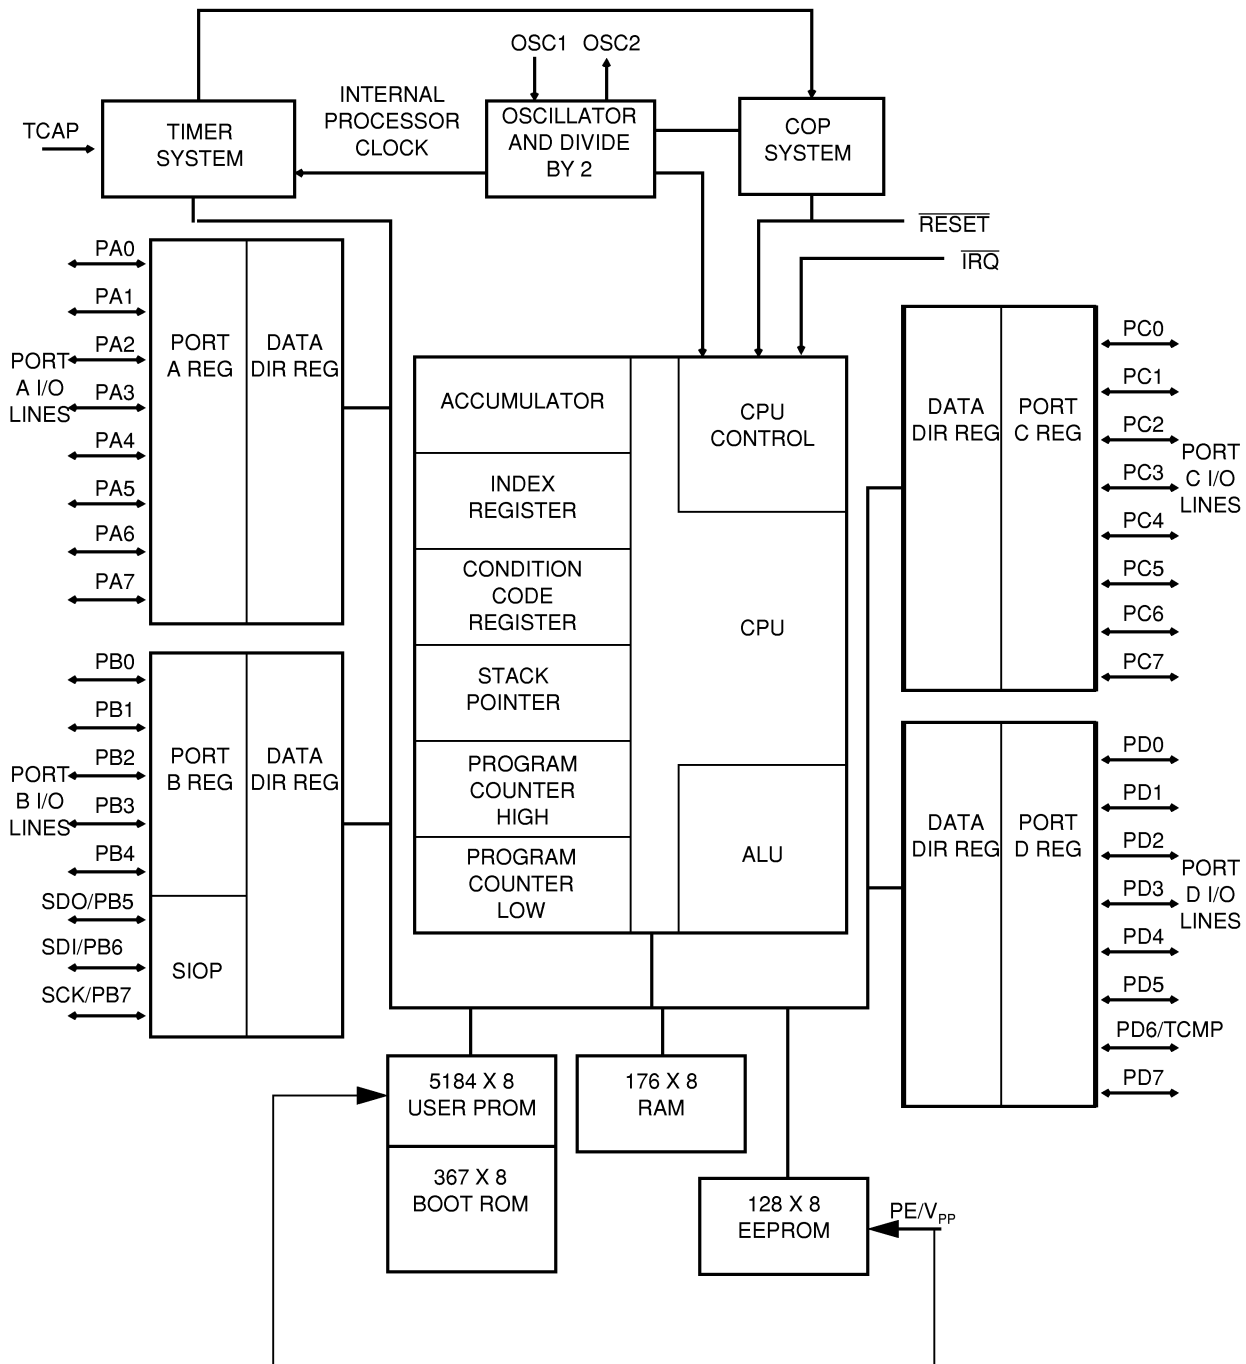 OSC1 OSC2
INTERNAL
PROCESSOR
CLOCK
TCAP
TIMER
SYSTEM
OSCILLATOR
AND DIVIDE
BY 2
COP
SYSTEM
RESET
IRQ
PA0
PA1
PA2
PA3
PA4
PA5
PA6
PA7
PORT
A I/O
LINES
PORT
A REG
DATA
DIR REG
PB0
PB1
PB2
PB3
PB4
SDO/PB5
SDI/PB6
SCK/PB7
PORT
B I/O
LINES
PORT
B REG
DATA
DIR REG
SIOP
ACCUMULATOR
INDEX
REGISTER
CONDITION
CODE
REGISTER
STACK
POINTER
PROGRAM
COUNTER
HIGH
PROGRAM
COUNTER
LOW
CPU
CONTROL
CPU
ALU
DATA
DIR REG
PORT
C REG
PC0
PC1
PC2
PC3
PC4
PC5
PC6
PC7
PORT
C I/O
LINES
DATA
DIR REG
PORT
D REG
PD0
PD1
PD2
PD3
PD4
PD5
PD6/TCMP
PD7
PORT
D I/O
LINES
5184 X 8
USER PROM
367 X 8
BOOT ROM
176 X 8
RAM
128 X 8
EEPROM
PE/VPP